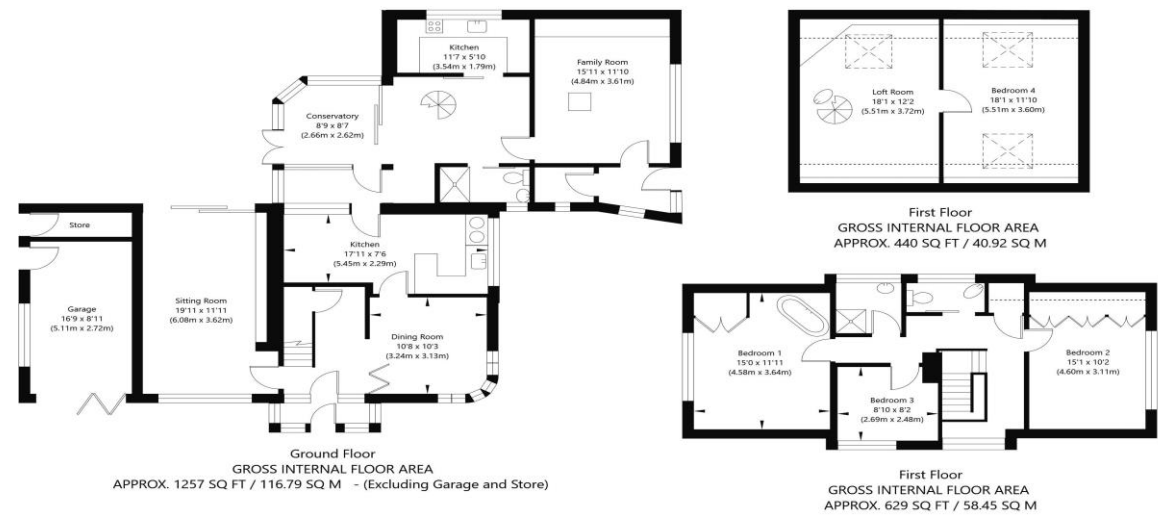 Kitchen
11'7 x 5'10
(3.54m x 1.79m)
Family Room
15'11 x 11'10
(4.84m x 3.61m)
Conservatory
8'9 x 8'7
(2.66m x 2.62m)
Store
Kitchen
17'11 x 7'6
(5.45m x 2.29m)
Garage
16'9 x 8'11
(5.11m x 2.72m)
Sitting Room
19'11 x 11'11
(6.08m x 3.62m)
Dining Room
10'8 x 10'3
(3.24m x 3.13m)
Ground Floor
GROSS INTERNAL FLOOR AREA
APPROX. 1257 SQ FT / 116.79 SQ M - (Excluding Garage and Store)
Loft Room
18'1 x 12'2
(5.51m x 3.72m)
Bedroom 4
18'1 x 11'10
(5.51m x 3.60m)
First Floor
GROSS INTERNAL FLOOR AREA
APPROX. 440 SQ FT / 40.92 SQ M
Bedroom 1
15'0 x 11'11
(4.58m x 3.64m)
Bedroom 2
15'1 x 10'2
(4.60m x 3.11m)
Bedroom 3
8'10 x 8'2
(2.69m x 2.48m)
First Floor
GROSS INTERNAL FLOOR AREA
APPROX. 629 SQ FT / 58.45 SQ M